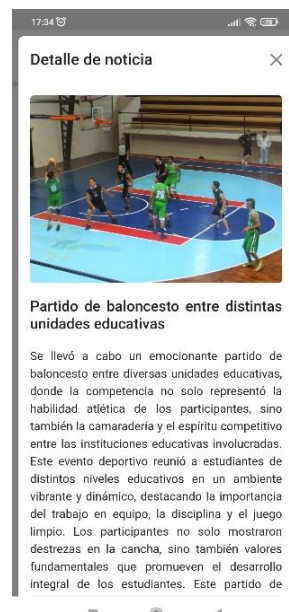 17:34
Detalle de noticia
Partido de baloncesto entre distintas
unidades educativas
Se llevó a cabo un emocionante partido de
baloncesto entre diversas unidades educativas,
donde la competencia no solo representó la
habilidad atlética de los participantes, sino
también la camaradería y el espíritu competitivo
entre las instituciones educativas involucradas.
Este evento deportivo reunió a estudiantes de
distintos niveles educativos en un ambiente
vibrante y dinámico, destacando la importancia
del trabajo en equipo, la disciplina y el juego
limpio. Los participantes no solo mostraron
destrezas en la cancha, sino también valores
fundamentales que promueven el desarrollo
integral de los estudiantes. Este partido de